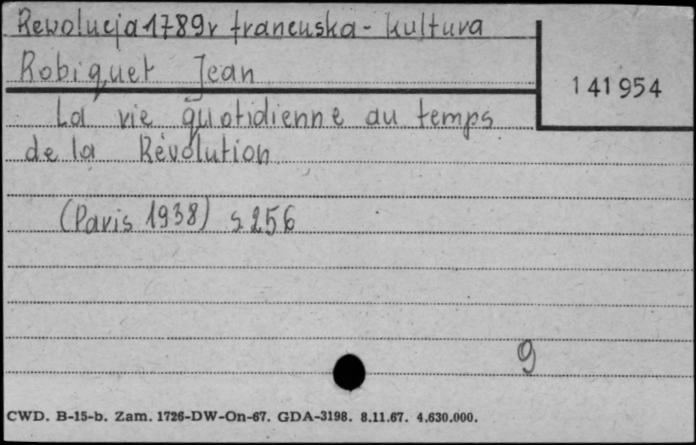 Rewolucja 1789r francuska - kultura
Robiquet Jean
141954
La vie quotidienne au temps
de la Révolution
(Paris 1938) s 256
9
CWD. B-15-b. Zam. 1726-DW-On-67. GDA-3198. 8.11.67. 4.630.000.